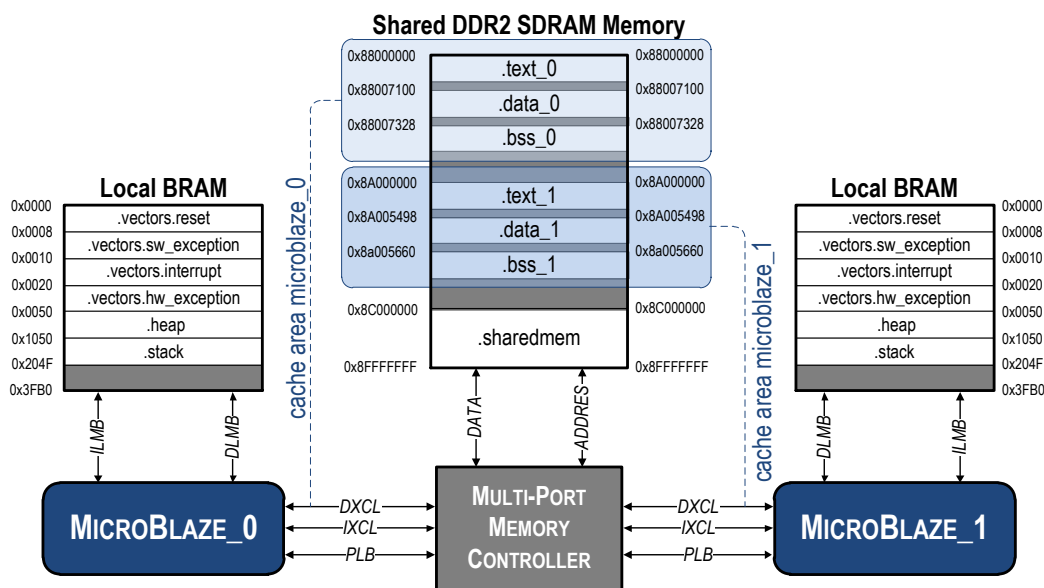 Shared DDR2 SDRAM Memory
0x88000000
.text_0
0x88000000
0x88007100
.data_0
0x88007100
0x88007328
.bss_0
0x88007328
0x8A000000
.text_1
0x8A000000
0x8A005498
.data_1
0x8A005498
0x8a005660
.bss_1
0x8a005660
0x8C000000
0x8C000000
.sharedmem
0x8FFFFFFF
0x8FFFFFFF
cache area microblaze_0
cache area microblaze_1
Local BRAM
0x0000
.vectors.reset
0x0008
.vectors.sw_exception
0x0010
.vectors.interrupt
0x0020
.vectors.hw_exception
0x0050
.heap
0x1050
.stack
0x204F
0x3FB0
Local BRAM
.vectors.reset
0x0000
0x0008
.vectors.sw_exception
0x0010
.vectors.interrupt
0x0020
.vectors.hw_exception
0x0050
.heap
0x1050
.stack
0x204F
0x3FB0
ILMB
DLMB
DATA
ADDRES
DLMB
ILMB
MICROBLAZE_0
DXCL
IXCL
PLB
MULTI-PORT
MEMORY
CONTROLLER
DXCL
IXCL
PLB
MICROBLAZE_1